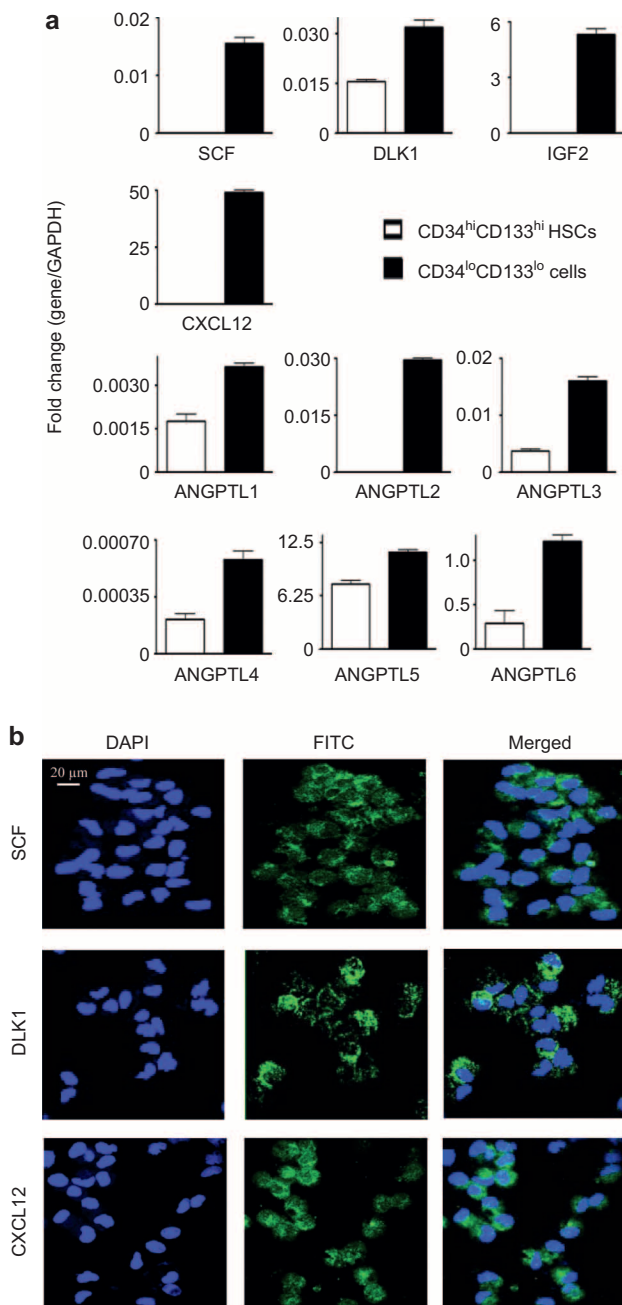 a
Fold change (gene/GAPDH)
0.02
0.01
0
SCF
0.030
0.015
0
DLK1
6
3
0
IGF2
50
25
0
CXCL12
CD34hiCD133hi HSCs
CD34loCD133lo cells
0.0030
0.0015
0
ANGPTL1
0.030
0.015
0
ANGPTL2
0.02
0.01
0
ANGPTL3
0.00070
0.00035
0
ANGPTL4
12.5
6.25
0
ANGPTL5
1.0
0.5
0
ANGPTL6
b
DAPI FITC Merged
20 µm
SCF
DLK1
CXCL12